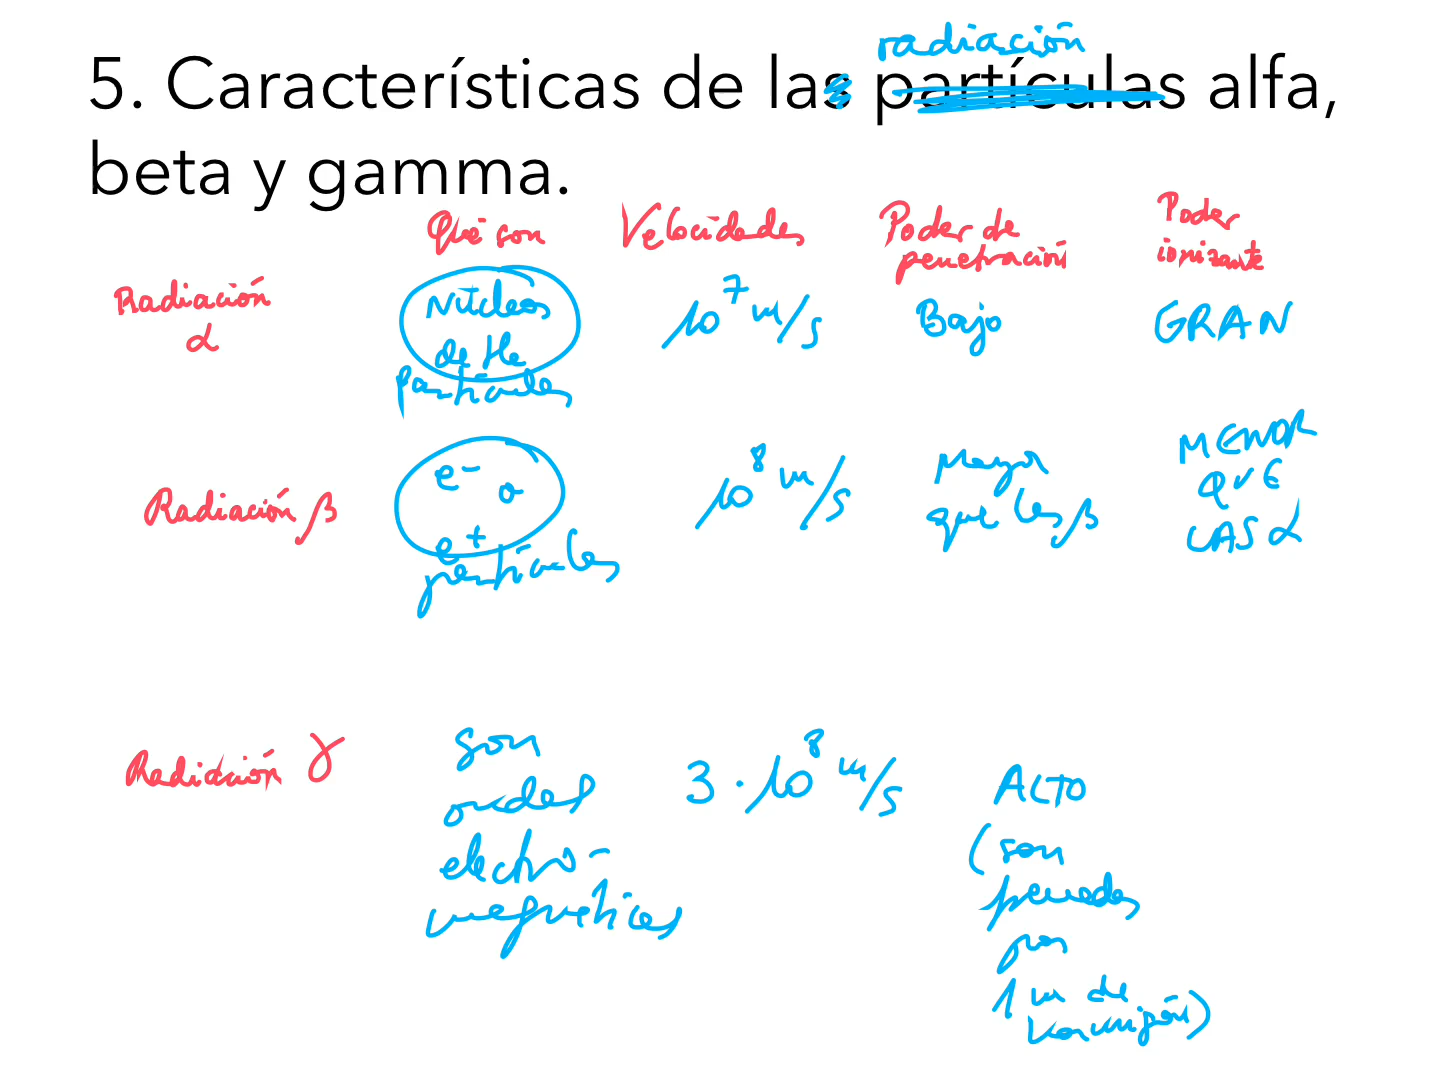 radiación
5. Características de las partículas alfa,
beta y gamma.
Qué son Velocidades Poder de penetración Poder ionizante
Radiación α
Núcleos
de He
partículas
10⁷ m/s
Bajo
GRAN
Radiación β
e⁻ o
e⁺
partículas
10⁸ m/s
Mayor
que las β
MENOR
QUE
LAS α
Radiación γ
son
ondas
electro-
magnéticas
3 · 10⁸ m/s
ALTO
(son
por
1 m de
hormigón)